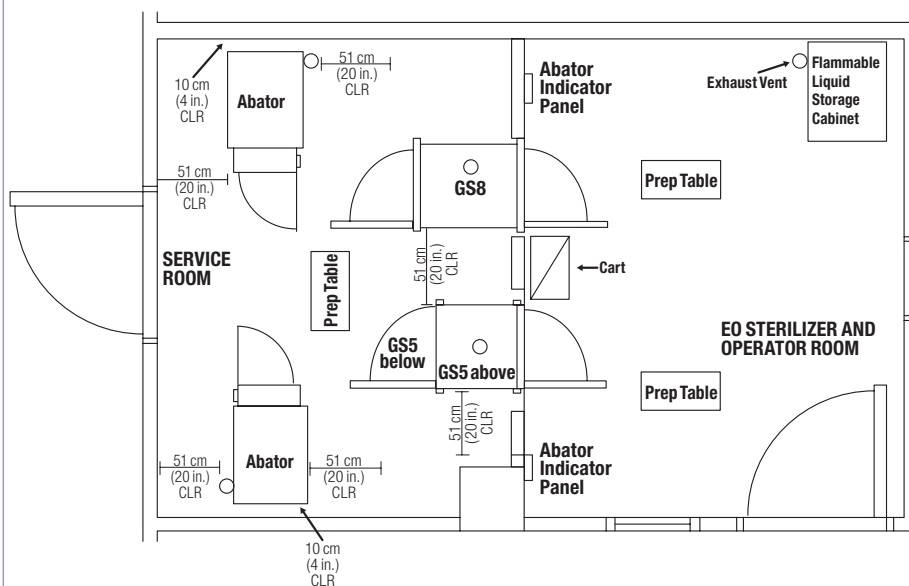 10 cm
(4 in.)
CLR
Abator
51 cm
(20 in.)
CLR
Abator
Indicator
Panel
Exhaust Vent
Flammable
Liquid
Storage
Cabinet
51 cm
(20 in.)
CLR
GS8
Prep Table
SERVICE
ROOM
Prep Table
51 cm
(20 in.)
CLR
Cart
GS5
below
GS5 above
EO STERILIZER AND
OPERATOR ROOM
Prep Table
51 cm
(20 in.)
CLR
Abator
51 cm
(20 in.)
CLR
51 cm
(20 in.)
CLR
Abator
Indicator
Panel
10 cm
(4 in.)
CLR